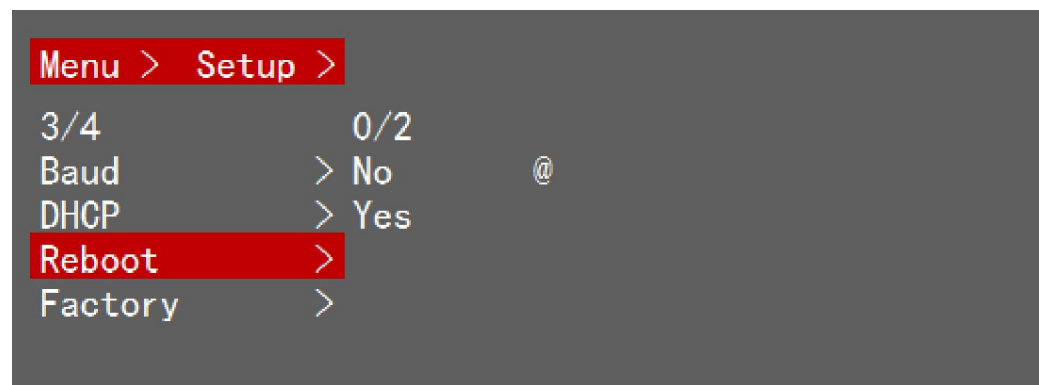 Menu > Setup >
3/4 0/2
Baud > No @
DHCP > Yes
Reboot >
Factory >